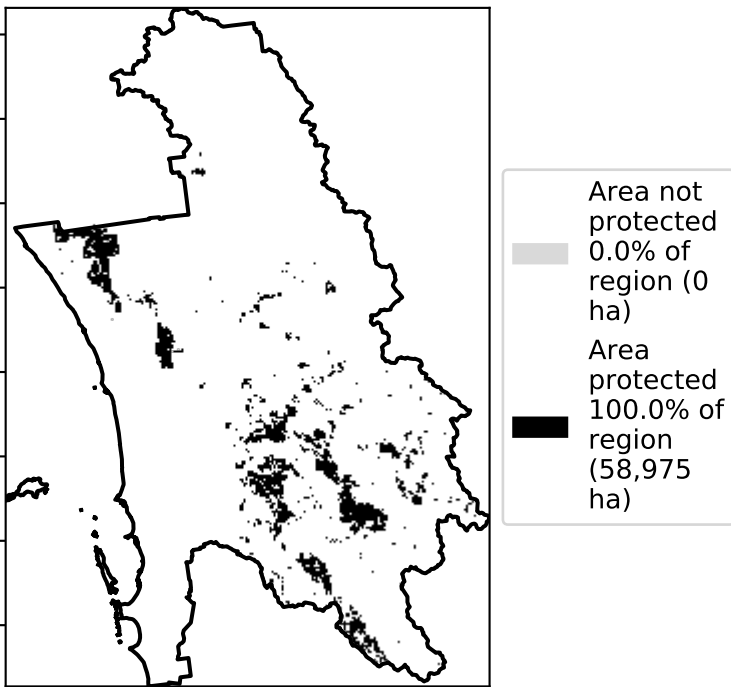 Area not
protected
0.0% of
region (0
ha)
Area
protected
100.0% of
region
(58,975
ha)